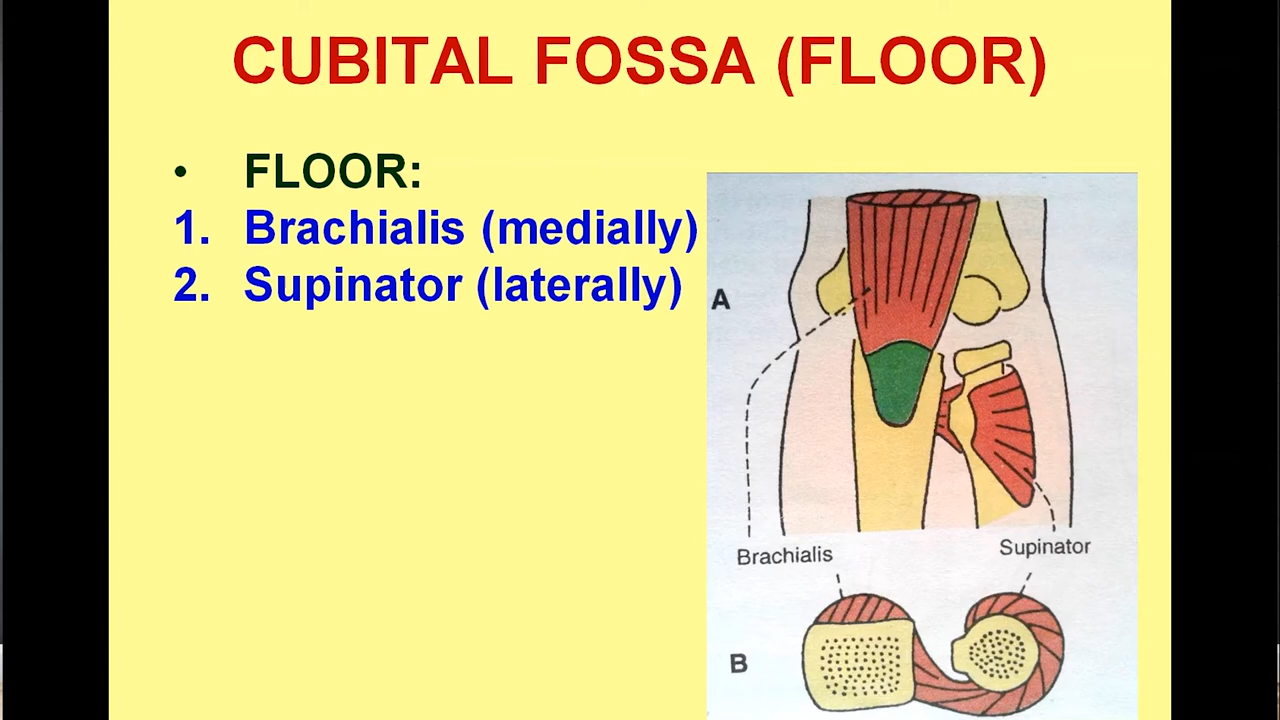 CUBITAL FOSSA (FLOOR)
• FLOOR:
1. Brachialis (medially)
2. Supinator (laterally)
A
Brachialis
Supinator
B